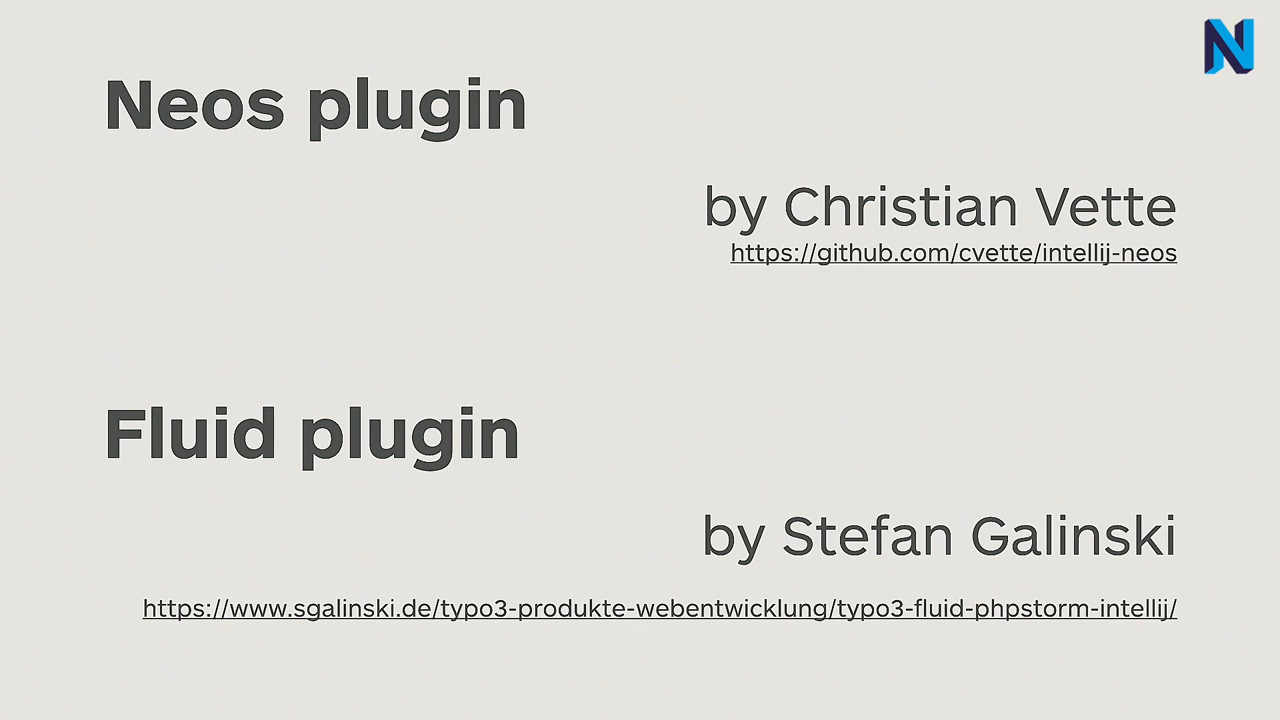 Neos plugin
by Christian Vette
https://github.com/cvette/intellij-neos
Fluid plugin
by Stefan Galinski
https://www.sgalinski.de/typo3-produkte-webentwicklung/typo3-fluid-phpstorm-intellij/